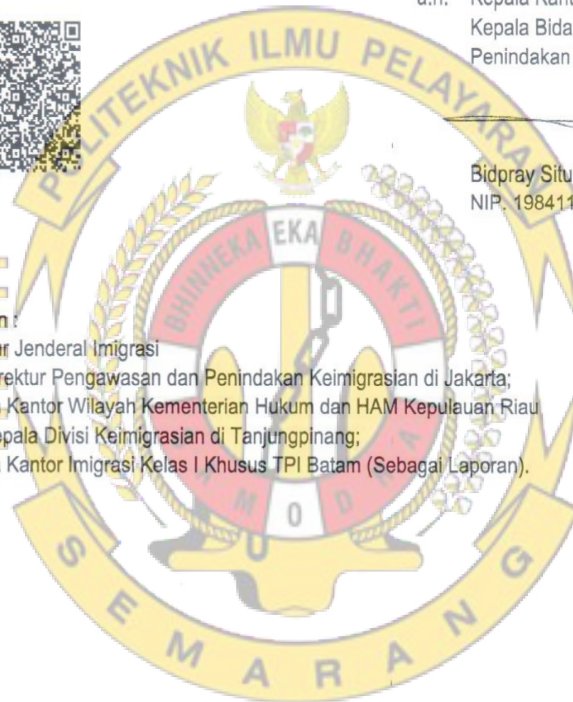 a.n. Kepala
Kepala Bida
Penindakan
POLITEKNIK ILMU PELAYARAN
Bidpray Situ
NIP. 198411
BHINNEKA EKA BHAKTI
n :
r Jenderal Imigrasi
rektur Pengawasan dan Penindakan Keimigrasian di Jakarta;
Kantor Wilayah Kementerian Hukum dan HAM Kepulauan Riau
epala Divisi Keimigrasian di Tanjungpinang;
Kantor Imigrasi Kelas I Khusus TPI Batam (Sebagai Laporan).
SEMARANG